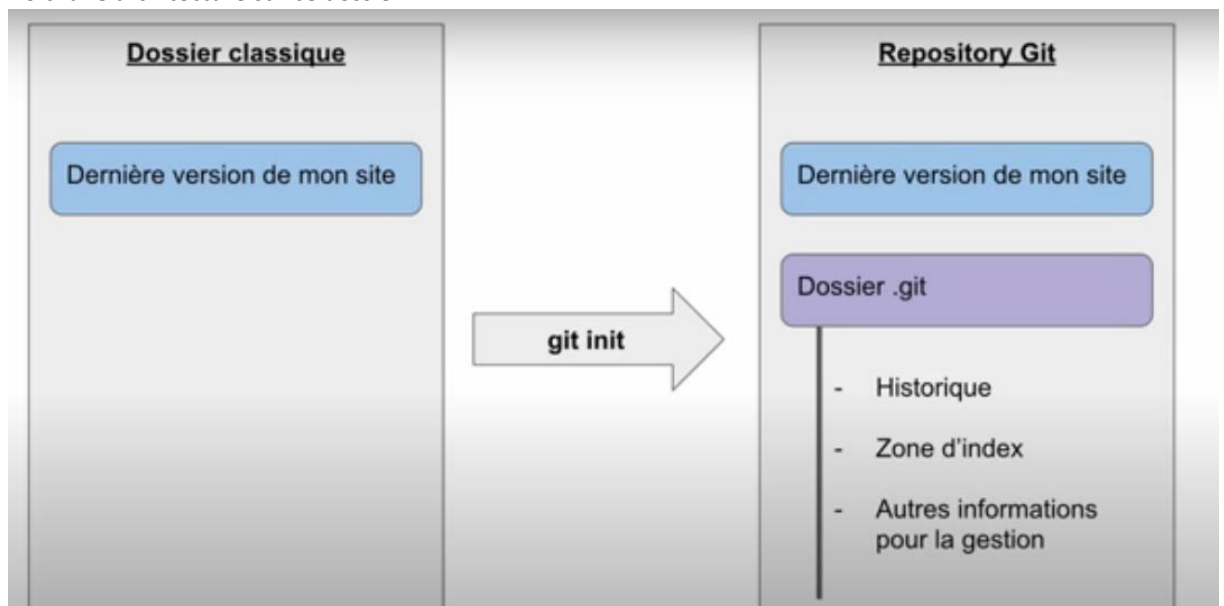 Dossier classique
Dernière version de mon site
git init
Repository Git
Dernière version de mon site
Dossier .git
- Historique
- Zone d'index
- Autres informations
pour la gestion